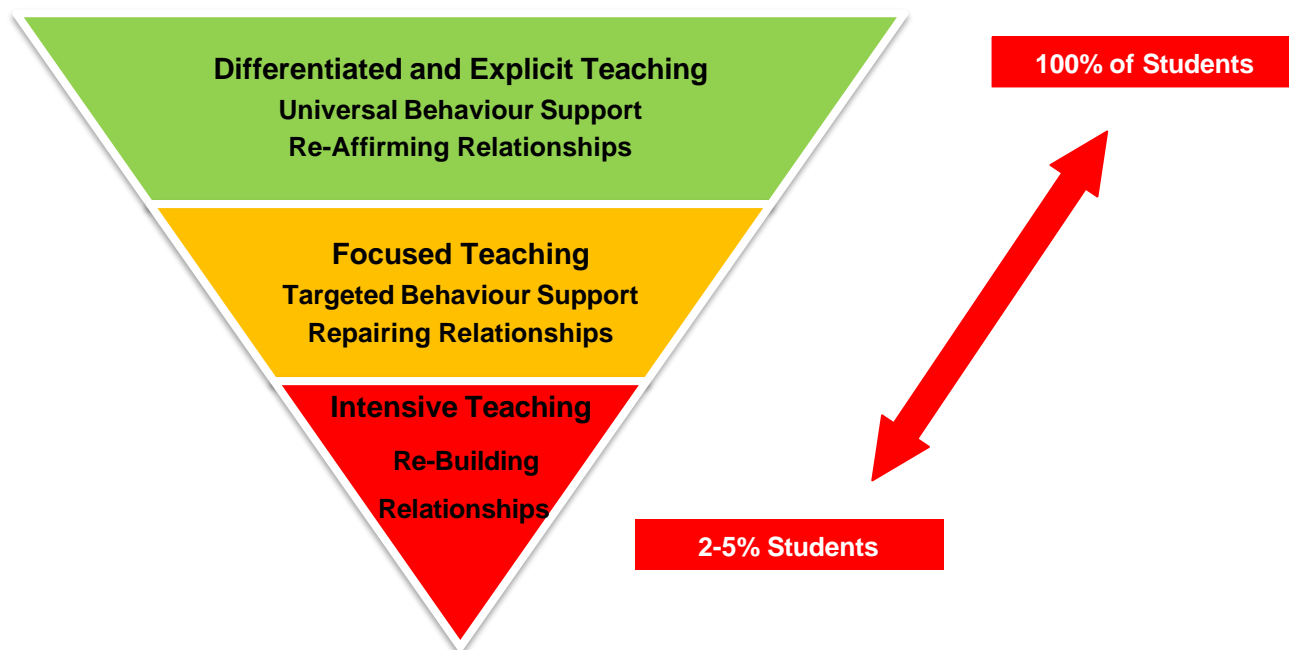 Differentiated and Explicit Teaching
Universal Behaviour Support
Re-Affirming Relationships
100% of Students
Focused Teaching
Targeted Behaviour Support
Repairing Relationships
Intensive Teaching
Re-Building
Relationships
2-5% Students